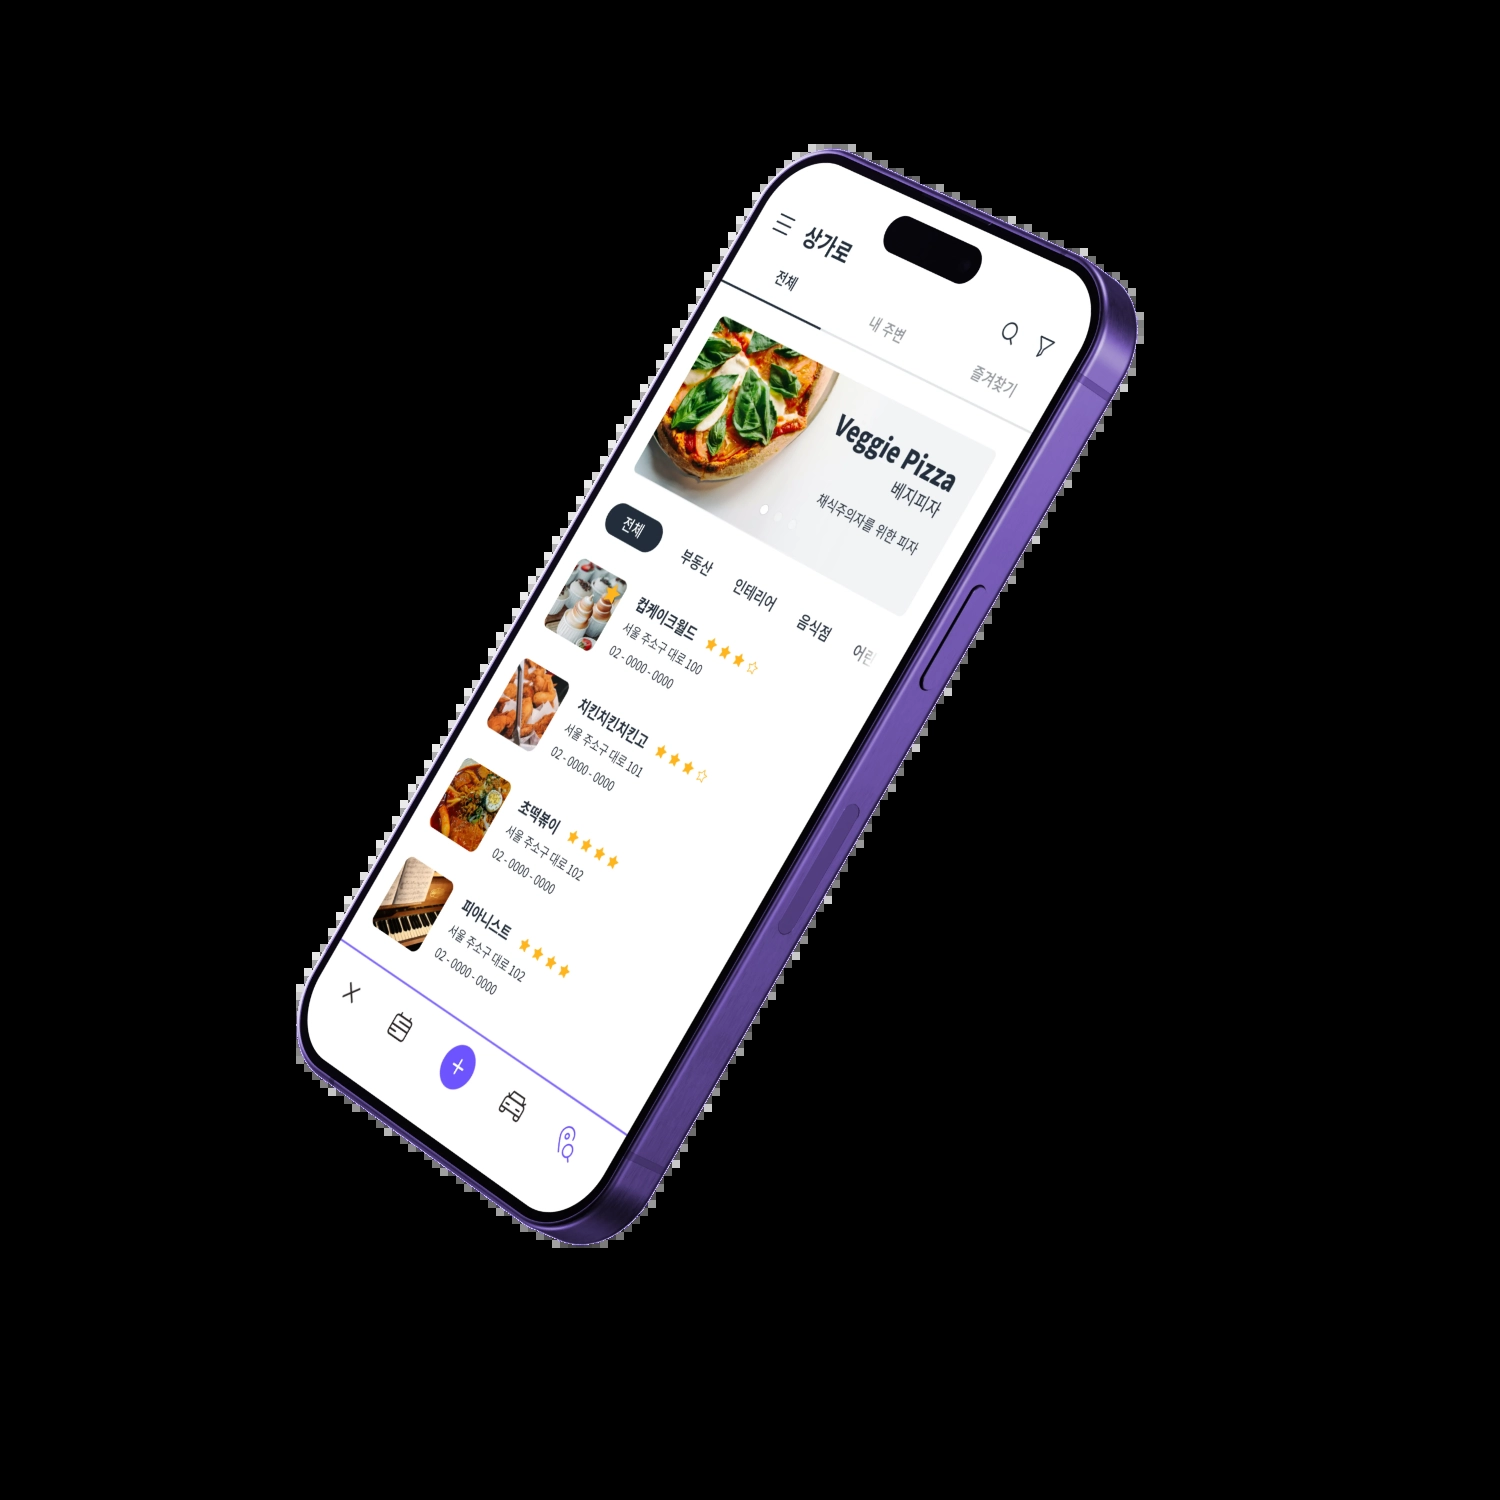 상가로
전체
내 주변
즐겨찾기
Veggie Pizza
베지피자
채식주의자를 위한 피자
전체 부동산 인테리어 음식점 어린
컵케이크월드
서울 주소구 대로 100
02 - 0000 - 0000
치킨치킨치킨고
서울 주소구 대로 101
02 - 0000 - 0000
초떡볶이
서울 주소구 대로 102
02 - 0000 - 0000
피아니스트
서울 주소구 대로 102
02 - 0000 - 0000